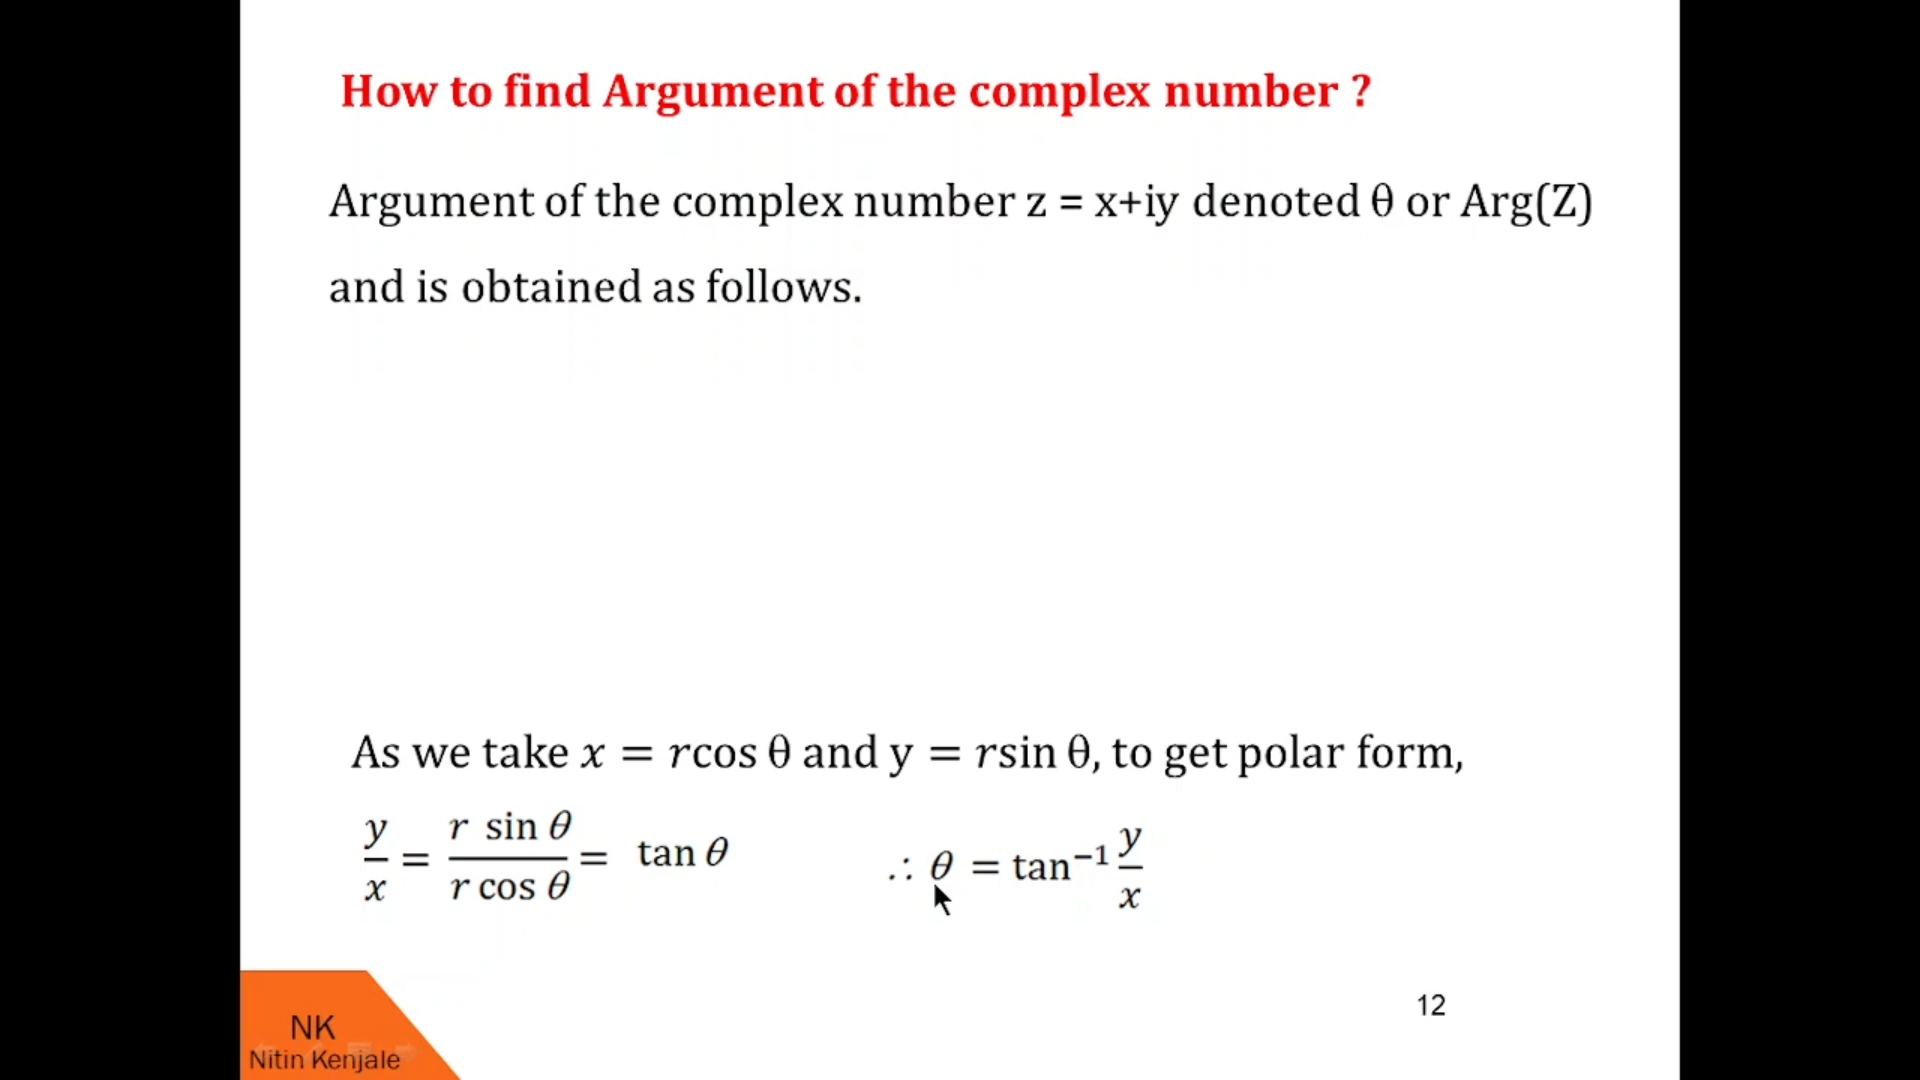 How to find Argument of the complex number ?
Argument of the complex number z = x+iy denoted θ or Arg(Z)
and is obtained as follows.
As we take x = rcos θ and y = rsin θ, to get polar form,
y/x = r sin θ / r cos θ = tan θ ∴ θ = tan⁻¹ y/x
12
NK
Nitin Kenjale